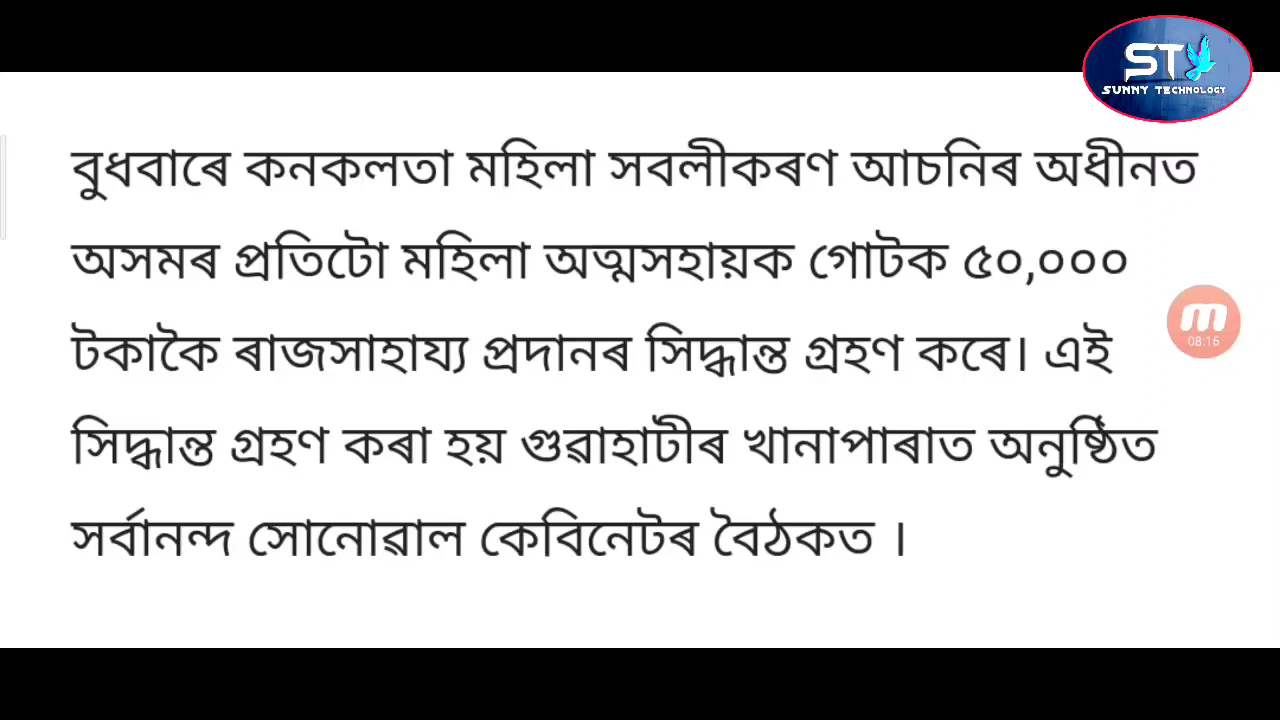 ST
SUNNY TECHNOLOGY
বুধবাৰে কনকলতা মহিলা সবলীকৰণ আচনিৰ অধীনত
অসমৰ প্ৰতিটো মহিলা অত্মসহায়ক গোটক ৫০,০০০
08:16
টকাকৈ ৰাজসাহায্য প্ৰদানৰ সিদ্ধান্ত গ্ৰহণ কৰে। এই
সিদ্ধান্ত গ্ৰহণ কৰা হয় গুৱাহাটীৰ খানাপাৰাত অনুষ্ঠিত
সৰ্বানন্দ সোনোৱাল কেবিনেটৰ বৈঠকত ।